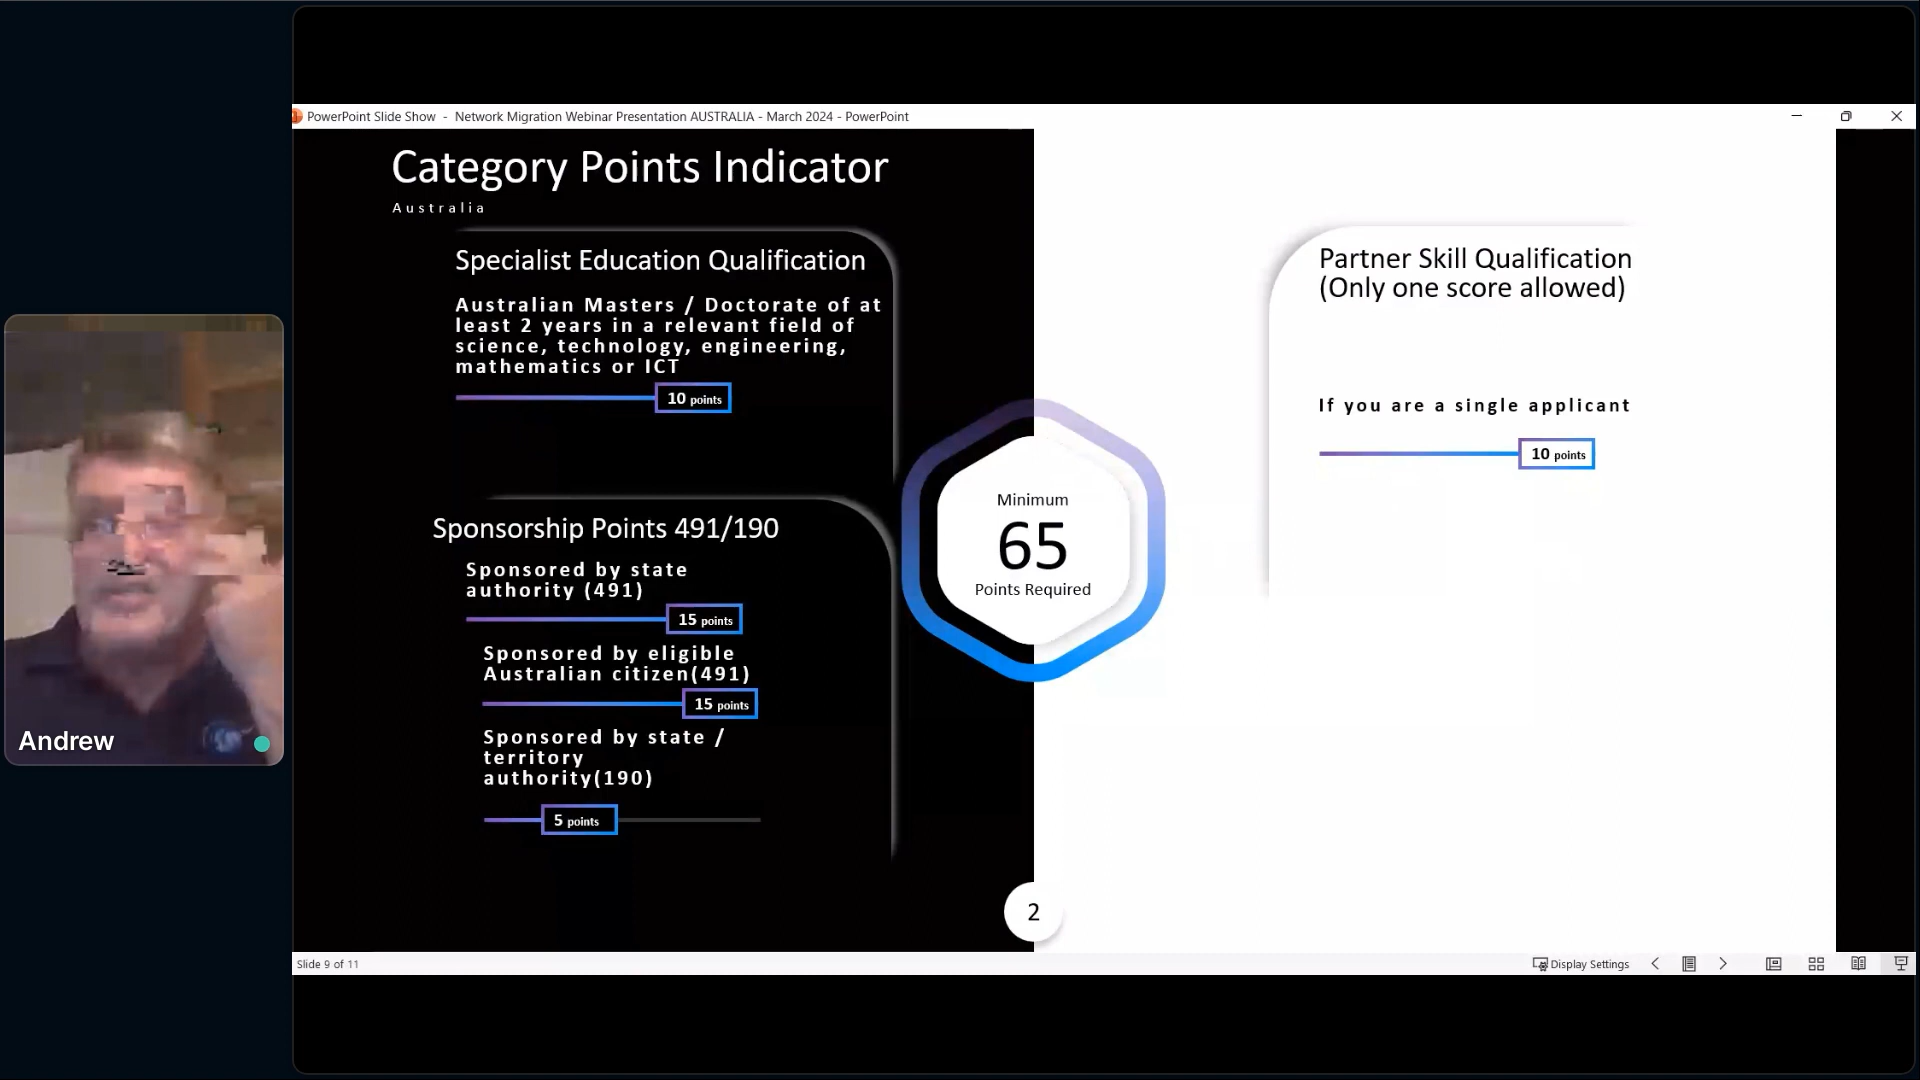 PowerPoint Slide Show - Network Migration Webinar Presentation AUSTRALIA - March 2024 - PowerPoint
Category Points Indicator
Australia
Specialist Education Qualification
Australian Masters / Doctorate of at
least 2 years in a relevant field of
science, technology, engineering,
mathematics or ICT
10 points
Sponsorship Points 491/190
Sponsored by state
authority (491)
15 points
Sponsored by eligible
Australian citizen(491)
15 points
Sponsored by state /
territory
authority(190)
5 points
Minimum
65
Points Required
Partner Skill Qualification
(Only one score allowed)
If you are a single applicant
10 points
2
Andrew
Slide 9 of 11
Display Settings